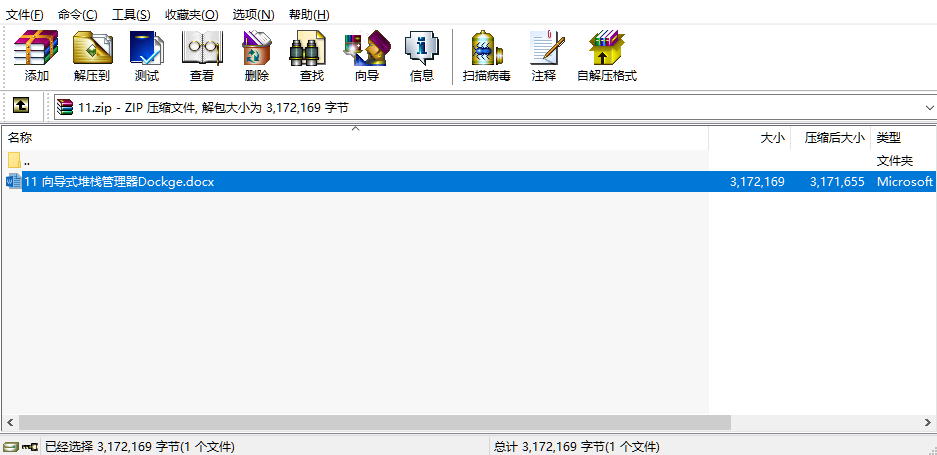 文件(F) 命令(C) 工具(S) 收藏夹(O) 选项(N) 帮助(H)
添加 解压到 测试 查看 删除 查找 向导 信息 扫描病毒 注释 自解压格式
11.zip - ZIP 压缩文件, 解包大小为 3,172,169 字节
名称 大小 压缩后大小 类型
.. 文件夹
11 向导式堆栈管理器Dockge.docx 3,172,169 3,171,655 Microsoft
已经选择 3,172,169 字节(1 个文件) 总计 3,172,169 字节(1 个文件)